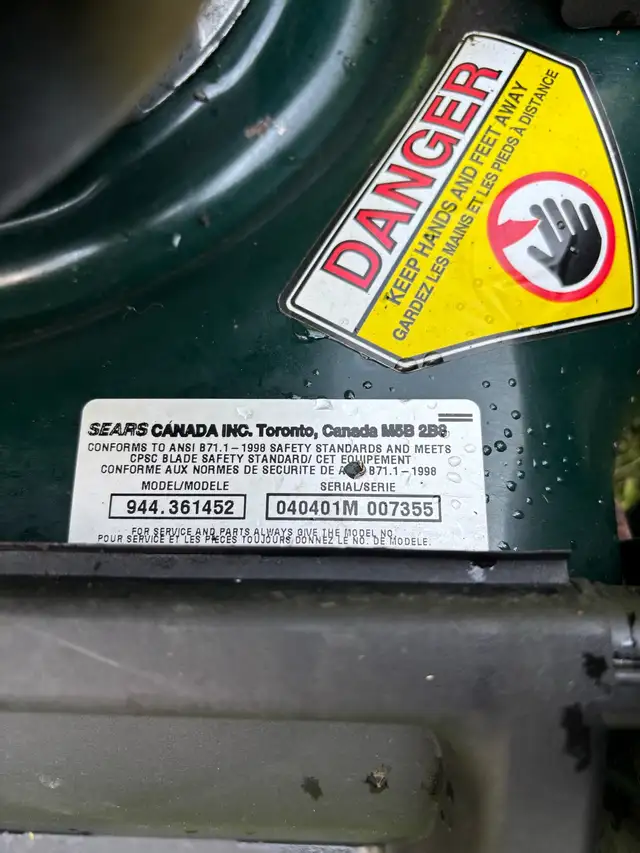 DANGER
KEEP HANDS AND FEET AWAY
GARDEZ LES MAINS ET LES PIEDS À DISTANCE
SEARS CANADA INC. Toronto, Canada M5B 2B8
CONFORMS TO ANSI B71.1-1998 SAFETY STANDARDS AND MEETS
CPSC BLADE SAFETY STANDARD/ CET EQUIPEMENT
CONFORME AUX NORMES DE SECURITE DE B71.1-1998
MODEL/MODELE SERIAL/SERIE
944.361452 040401M 007355
FOR SERVICE AND PARTS ALWAYS GIVE THE MODEL NO.
POUR SERVICE ET LES PIECES TOUJOURS DONNEZ LE NO. DE MODELE.